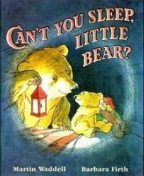 CAN'T YOU SLEEP,
LITTLE
BEAR?
Martin Waddell Barbara Firth